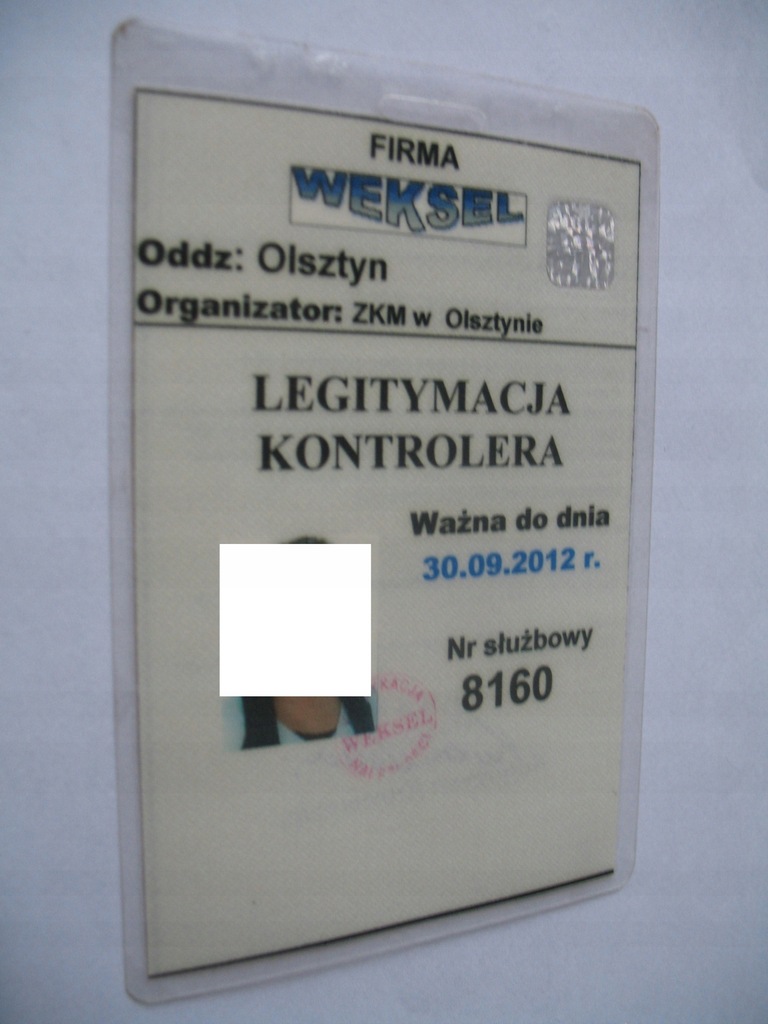 FIRMA
WEKSEL
Oddz: Olsztyn
Organizator: ZKM w Olsztynie
LEGITYMACJA
KONTROLERA
Ważna do dnia
30.09.2012 r.
Nr służbowy
8160
WEKSEL